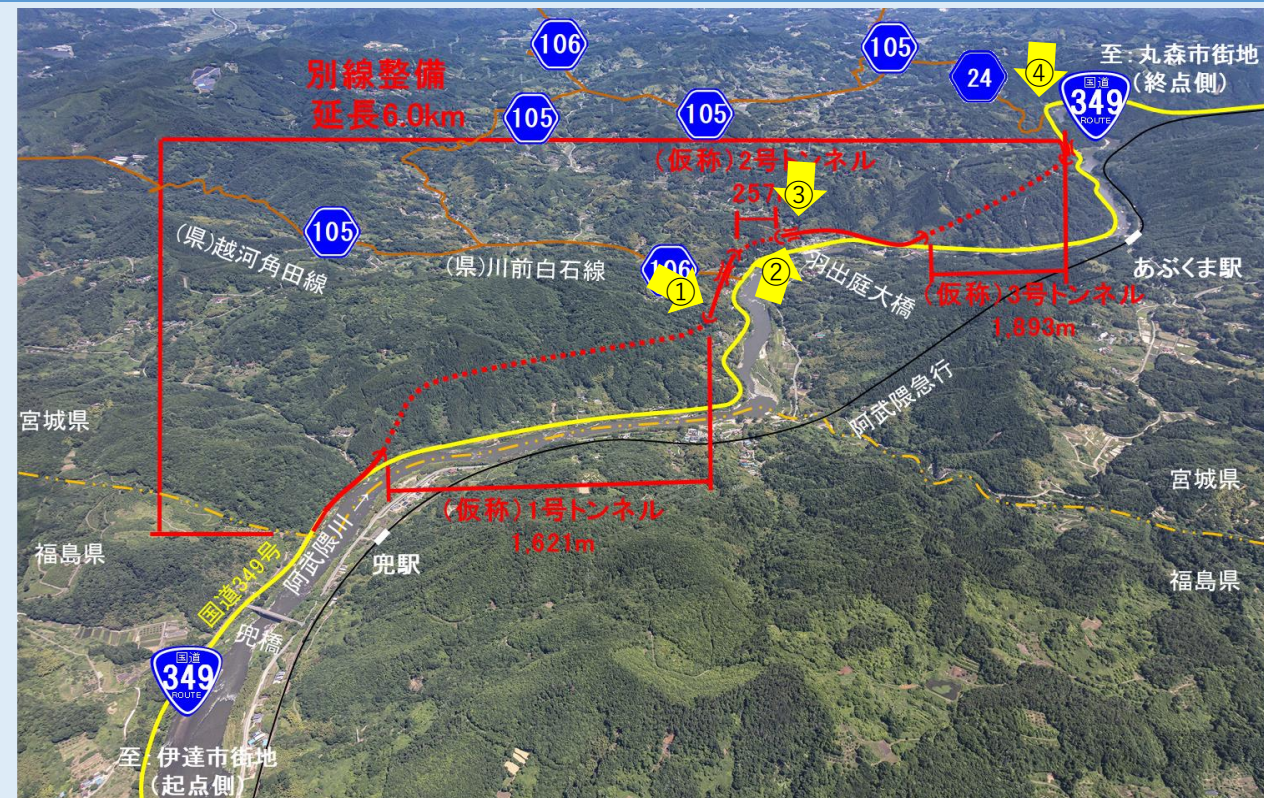 106
105
別線整備
延長6.0km
105
105
24
④
至:丸森市街地
(終点側)
国道
349
ROUTE
(仮称)2号トンネル
257
③
105
(県)越河角田線
(県)川前白石線
106
①
②
羽出庭大橋
あぶくま駅
(仮称)3号トンネル
1,893m
阿武隈急行
宮城県
福島県
宮城県
福島県
(仮称)1号トンネル
1,621m
阿武隈川→
兜駅
国道349号
兜橋
国道
349
ROUTE
至:伊達市街地
(起点側)